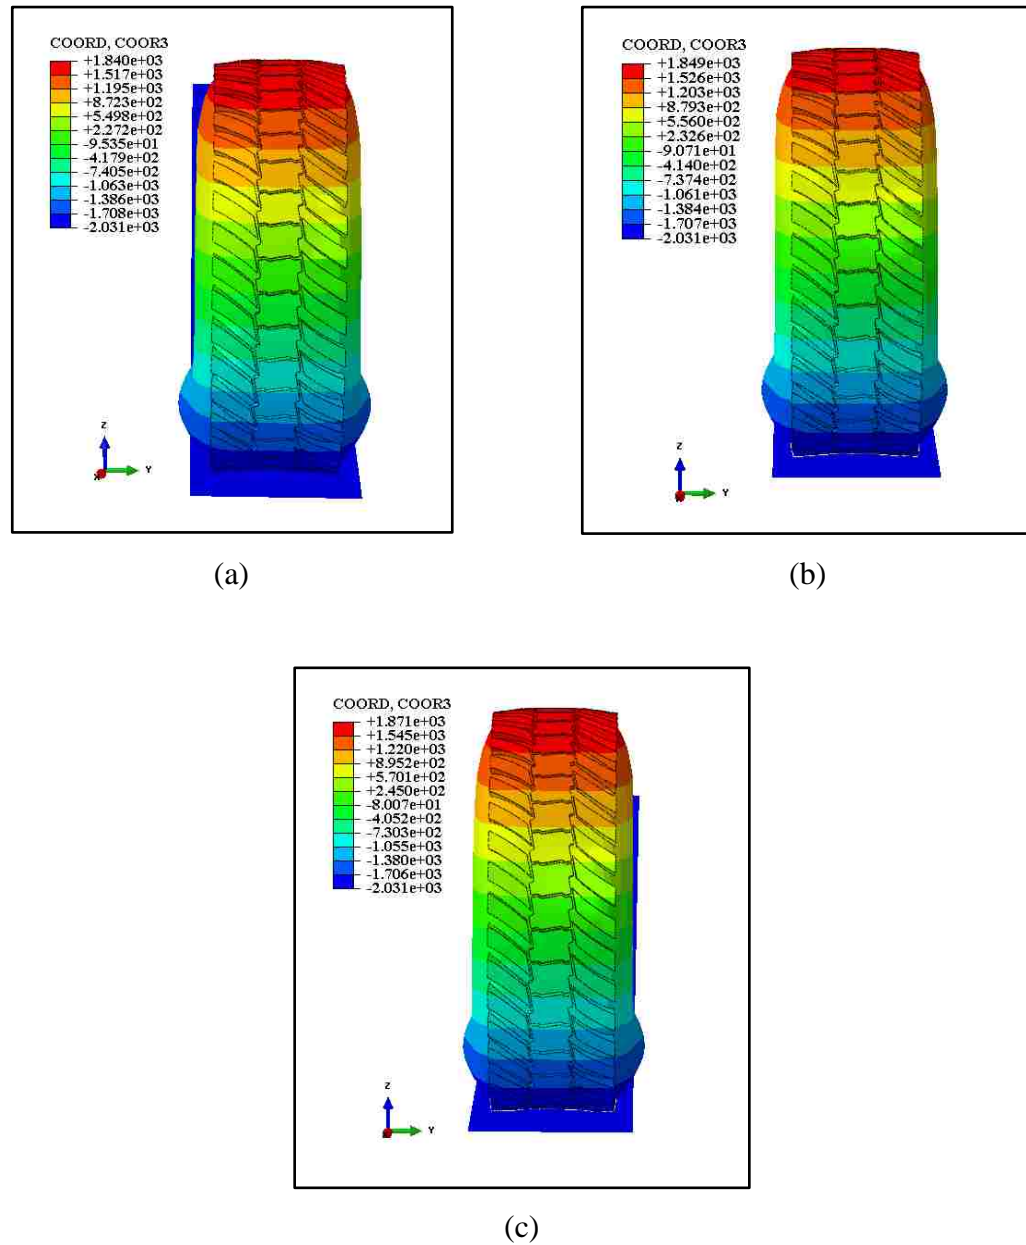 COORD, COOR3
+1.840e+03
+1.517e+03
+1.195e+03
+8.723e+02
+5.498e+02
+2.272e+02
-9.535e+01
-4.179e+02
-7.405e+02
-1.063e+03
-1.386e+03
-1.708e+03
-2.031e+03
Z
X
Y
(a)
COORD, COOR3
+1.849e+03
+1.526e+03
+1.203e+03
+8.793e+02
+5.560e+02
+2.326e+02
-9.071e+01
-4.140e+02
-7.374e+02
-1.061e+03
-1.384e+03
-1.707e+03
-2.031e+03
Z
Y
(b)
COORD, COOR3
+1.871e+03
+1.545e+03
+1.220e+03
+8.952e+02
+5.701e+02
+2.450e+02
-8.007e+01
-4.052e+02
-7.303e+02
-1.055e+03
-1.380e+03
-1.706e+03
-2.031e+03
Z
Y
(c)